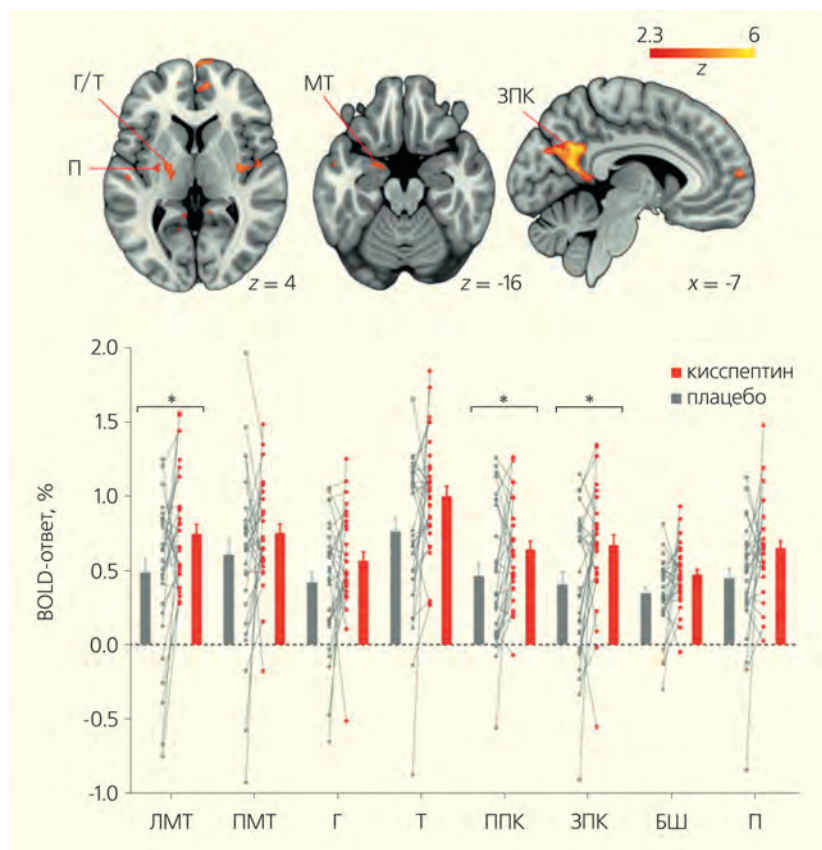 2.3 6
z
Г/Т
П
МТ
ЗПК
z = 4
z = -16
x = -7
2.0
1.5
1.0
0.5
0.0
-0.5
-1.0
BOLD-ответ, %
кисспептин
плацебо
* * *
ЛМТ ПМТ Г Т ППК ЗПК БШ П